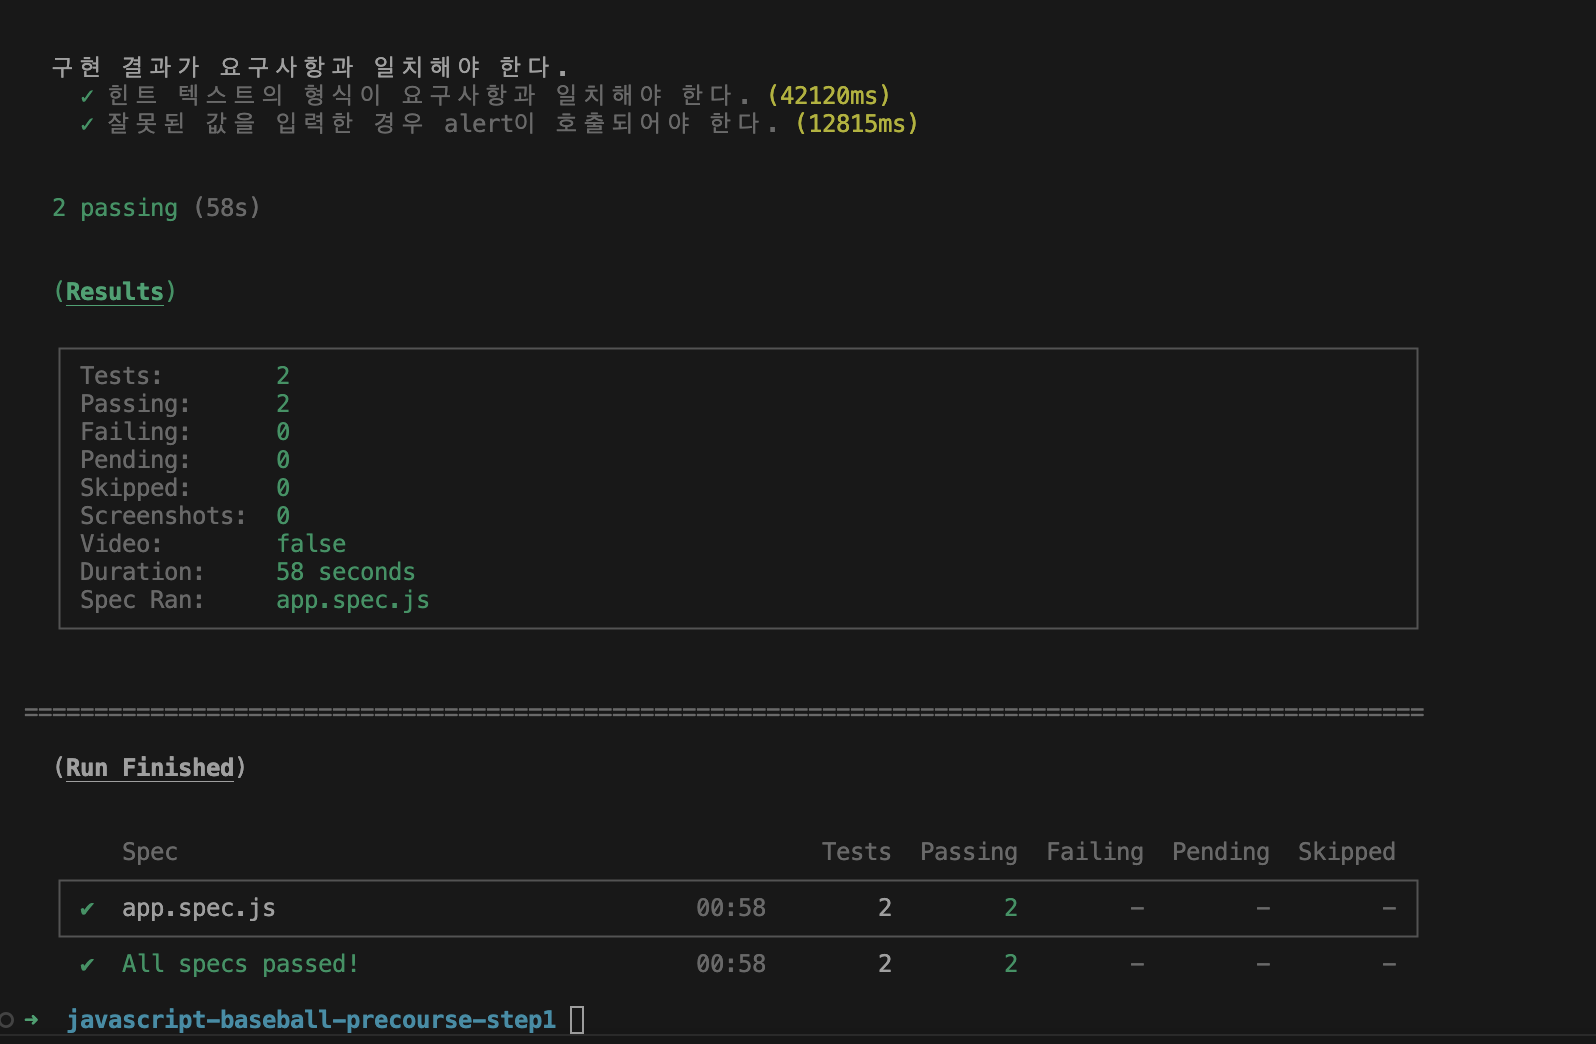 구현 결과가 요구사항과 일치해야 한다.
✓ 힌트 텍스트의 형식이 요구사항과 일치해야 한다. (42120ms)
✓ 잘못된 값을 입력한 경우 alert이 호출되어야 한다. (12815ms)
2 passing (58s)
(Results)
Tests: 2
Passing: 2
Failing: 0
Pending: 0
Skipped: 0
Screenshots: 0
Video: false
Duration: 58 seconds
Spec Ran: app.spec.js
====================================================================================================
(Run Finished)
Spec Tests Passing Failing Pending Skipped
✔ app.spec.js 00:58 2 2 - - -
✔ All specs passed! 00:58 2 2 - - -
➜ javascript-baseball-precourse-step1